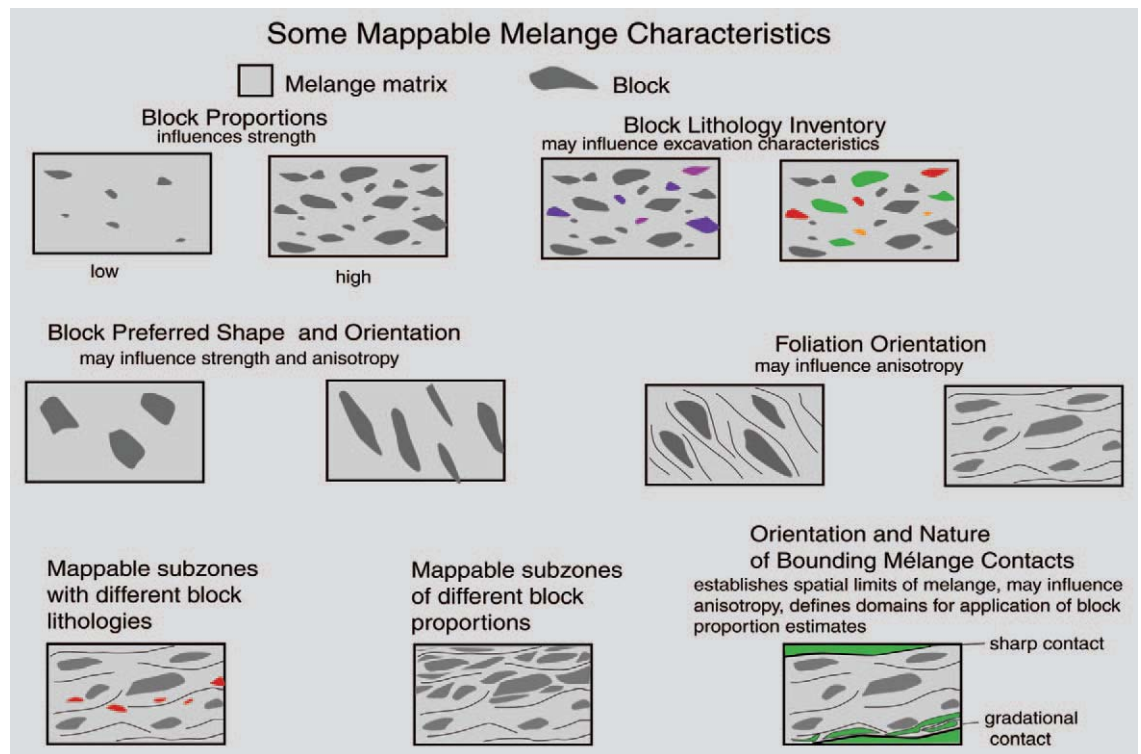 Some Mappable Melange Characteristics
Melange matrix
Block
Block Proportions
influences strength
low
high
Block Lithology Inventory
may influence excavation characteristics
Block Preferred Shape and Orientation
may influence strength and anisotropy
Foliation Orientation
may influence anisotropy
Mappable subzones
with different block
lithologies
Mappable subzones
of different block
proportions
Orientation and Nature
of Bounding Mélange Contacts
establishes spatial limits of melange, may influence
anisotropy, defines domains for application of block
proportion estimates
sharp contact
gradational
contact